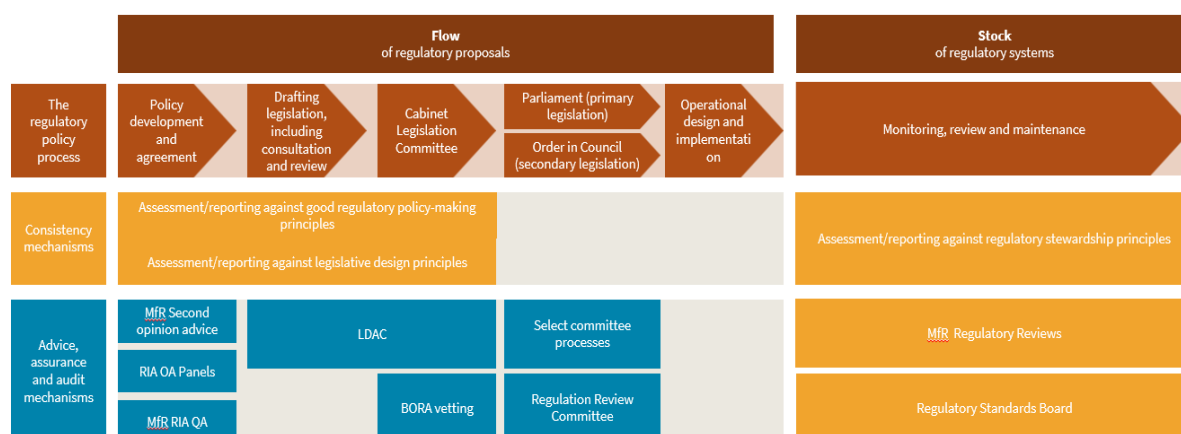 Flow
of regulatory proposals
Stock
of regulatory systems
The
regulatory
policy
process
Policy
development
and
agreement
Drafting
legislation,
including
consultation
and review
Cabinet
Legislation
Committee
Parliament (primary
legislation)
Order in Council
(secondary legislation)
Operational
design and
implementati
on
Monitoring, review and maintenance
Consistency
mechanisms
Assessment/reporting against good regulatory policy-making
principles
Assessment/reporting against legislative design principles
Assessment/reporting against regulatory stewardship principles
Advice,
assurance
and audit
mechanisms
MfR Second
opinion advice
RIA QA Panels
MfR RIA QA
LDAC
BORA vetting
Select committee
processes
Regulation Review
Committee
MfR Regulatory Reviews
Regulatory Standards Board